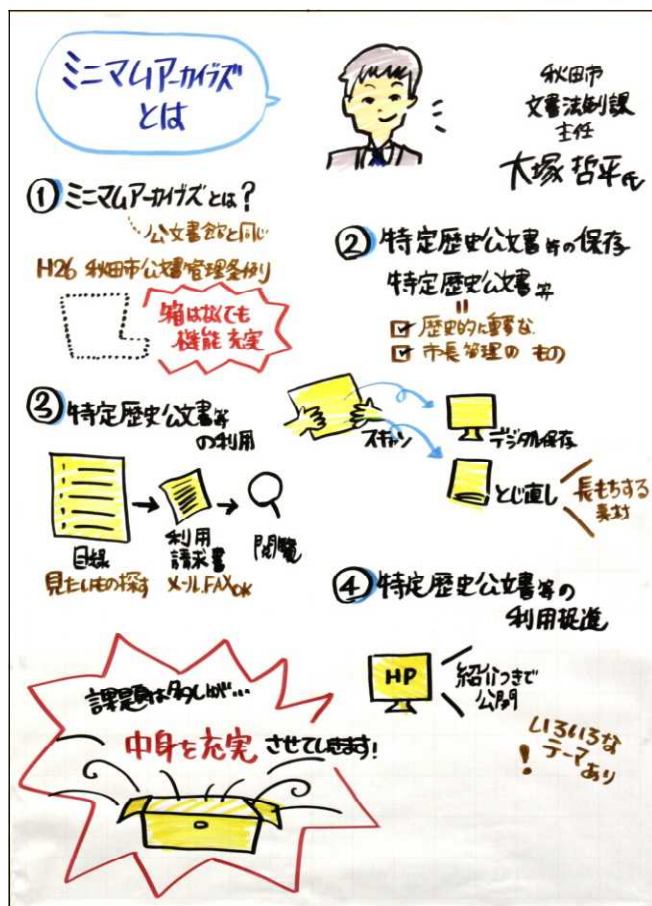 ミニマムアーカイブズ
とは
秋田市
文書法制課
主任
大塚 哲平氏
① ミニマムアーカイブズとは?
公文書館と同じ
H26 秋田市公文書管理条例
箱はなくても
機能充実
② 特定歴史公文書等の保存
特定歴史公文書等
=
☑ 歴史的に重要な
☑ 市長管理のもの
スキャン
デジタル保存
とじ直し
長もちする
素材
③ 特定歴史公文書等
の利用
目録
見たいもの探す
利用
請求書
メール、FAX OK
閲覧
④ 特定歴史公文書等の
利用促進
HP
紹介つきで
公開
いろいろな
テーマ
あり
!
課題は多いが…
中身を充実させていきます!